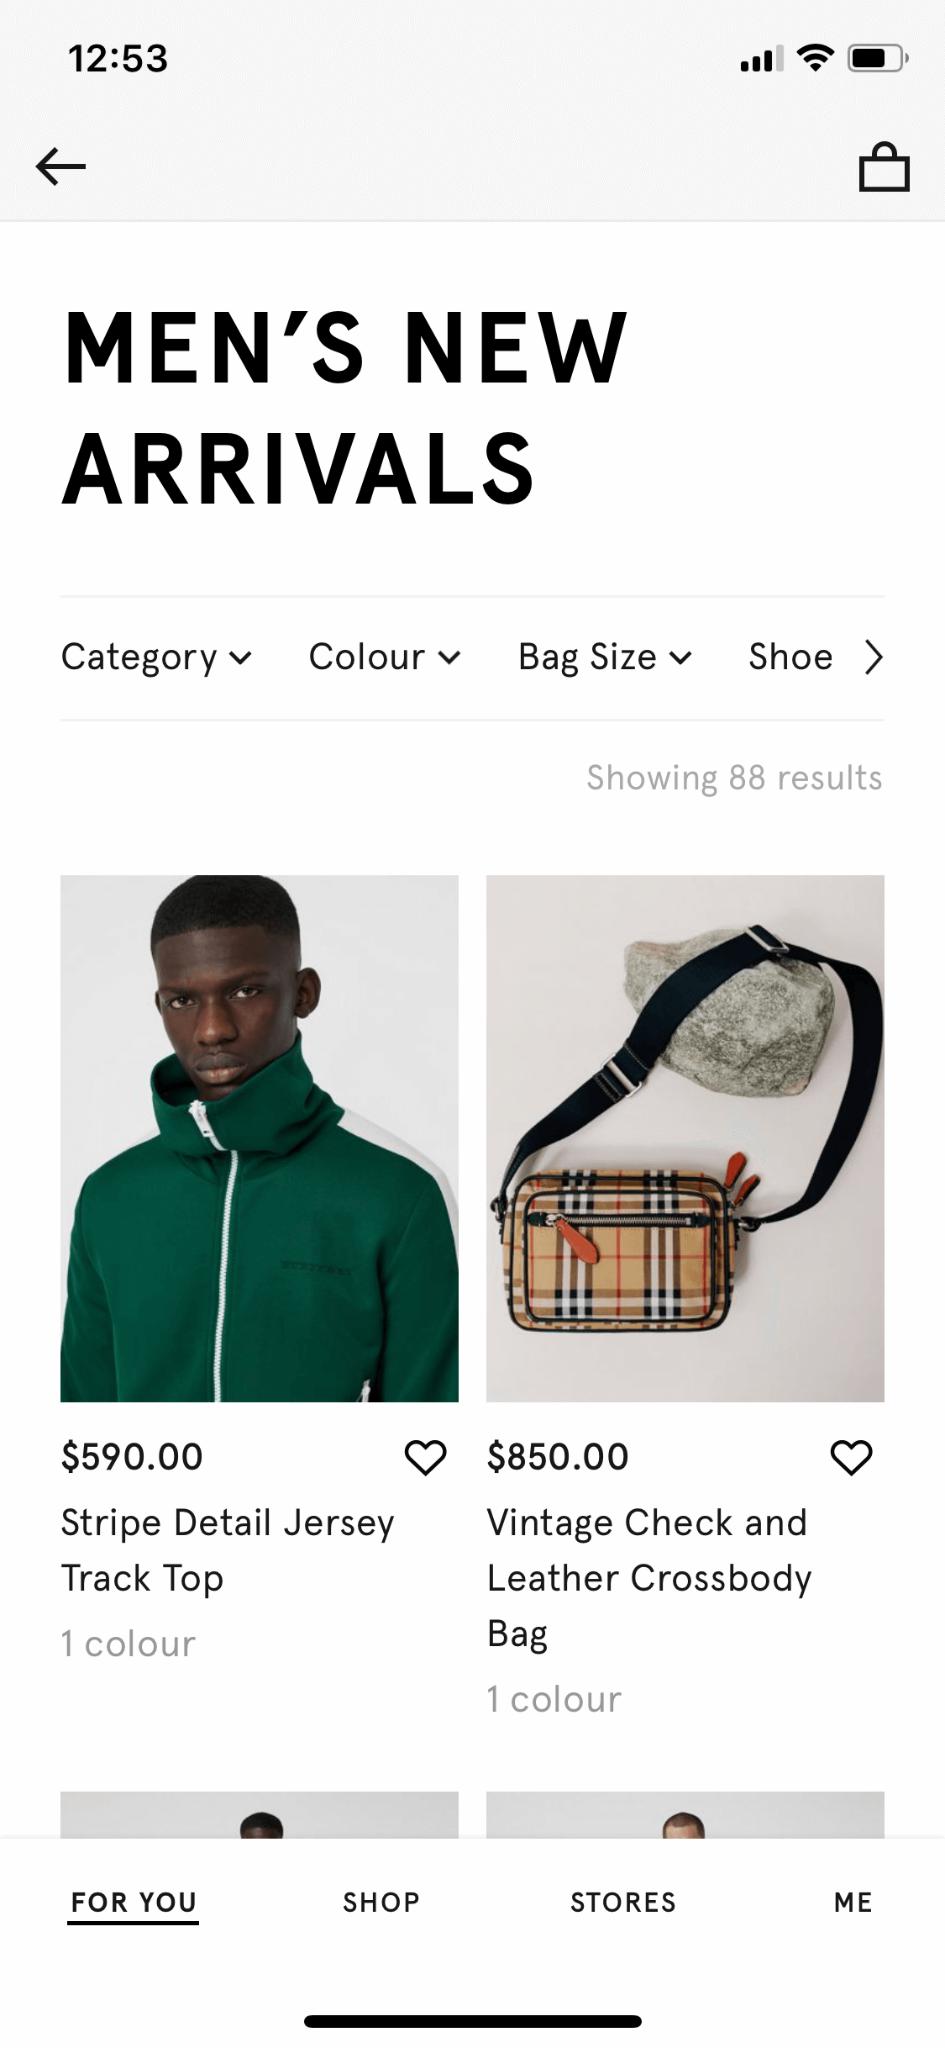 12:53
MEN’S NEW
ARRIVALS
Category
Colour
Bag Size
Shoe
Showing 88 results
$590.00
Stripe Detail Jersey
Track Top
1 colour
$850.00
Vintage Check and
Leather Crossbody
Bag
1 colour
FOR YOU
SHOP
STORES
ME